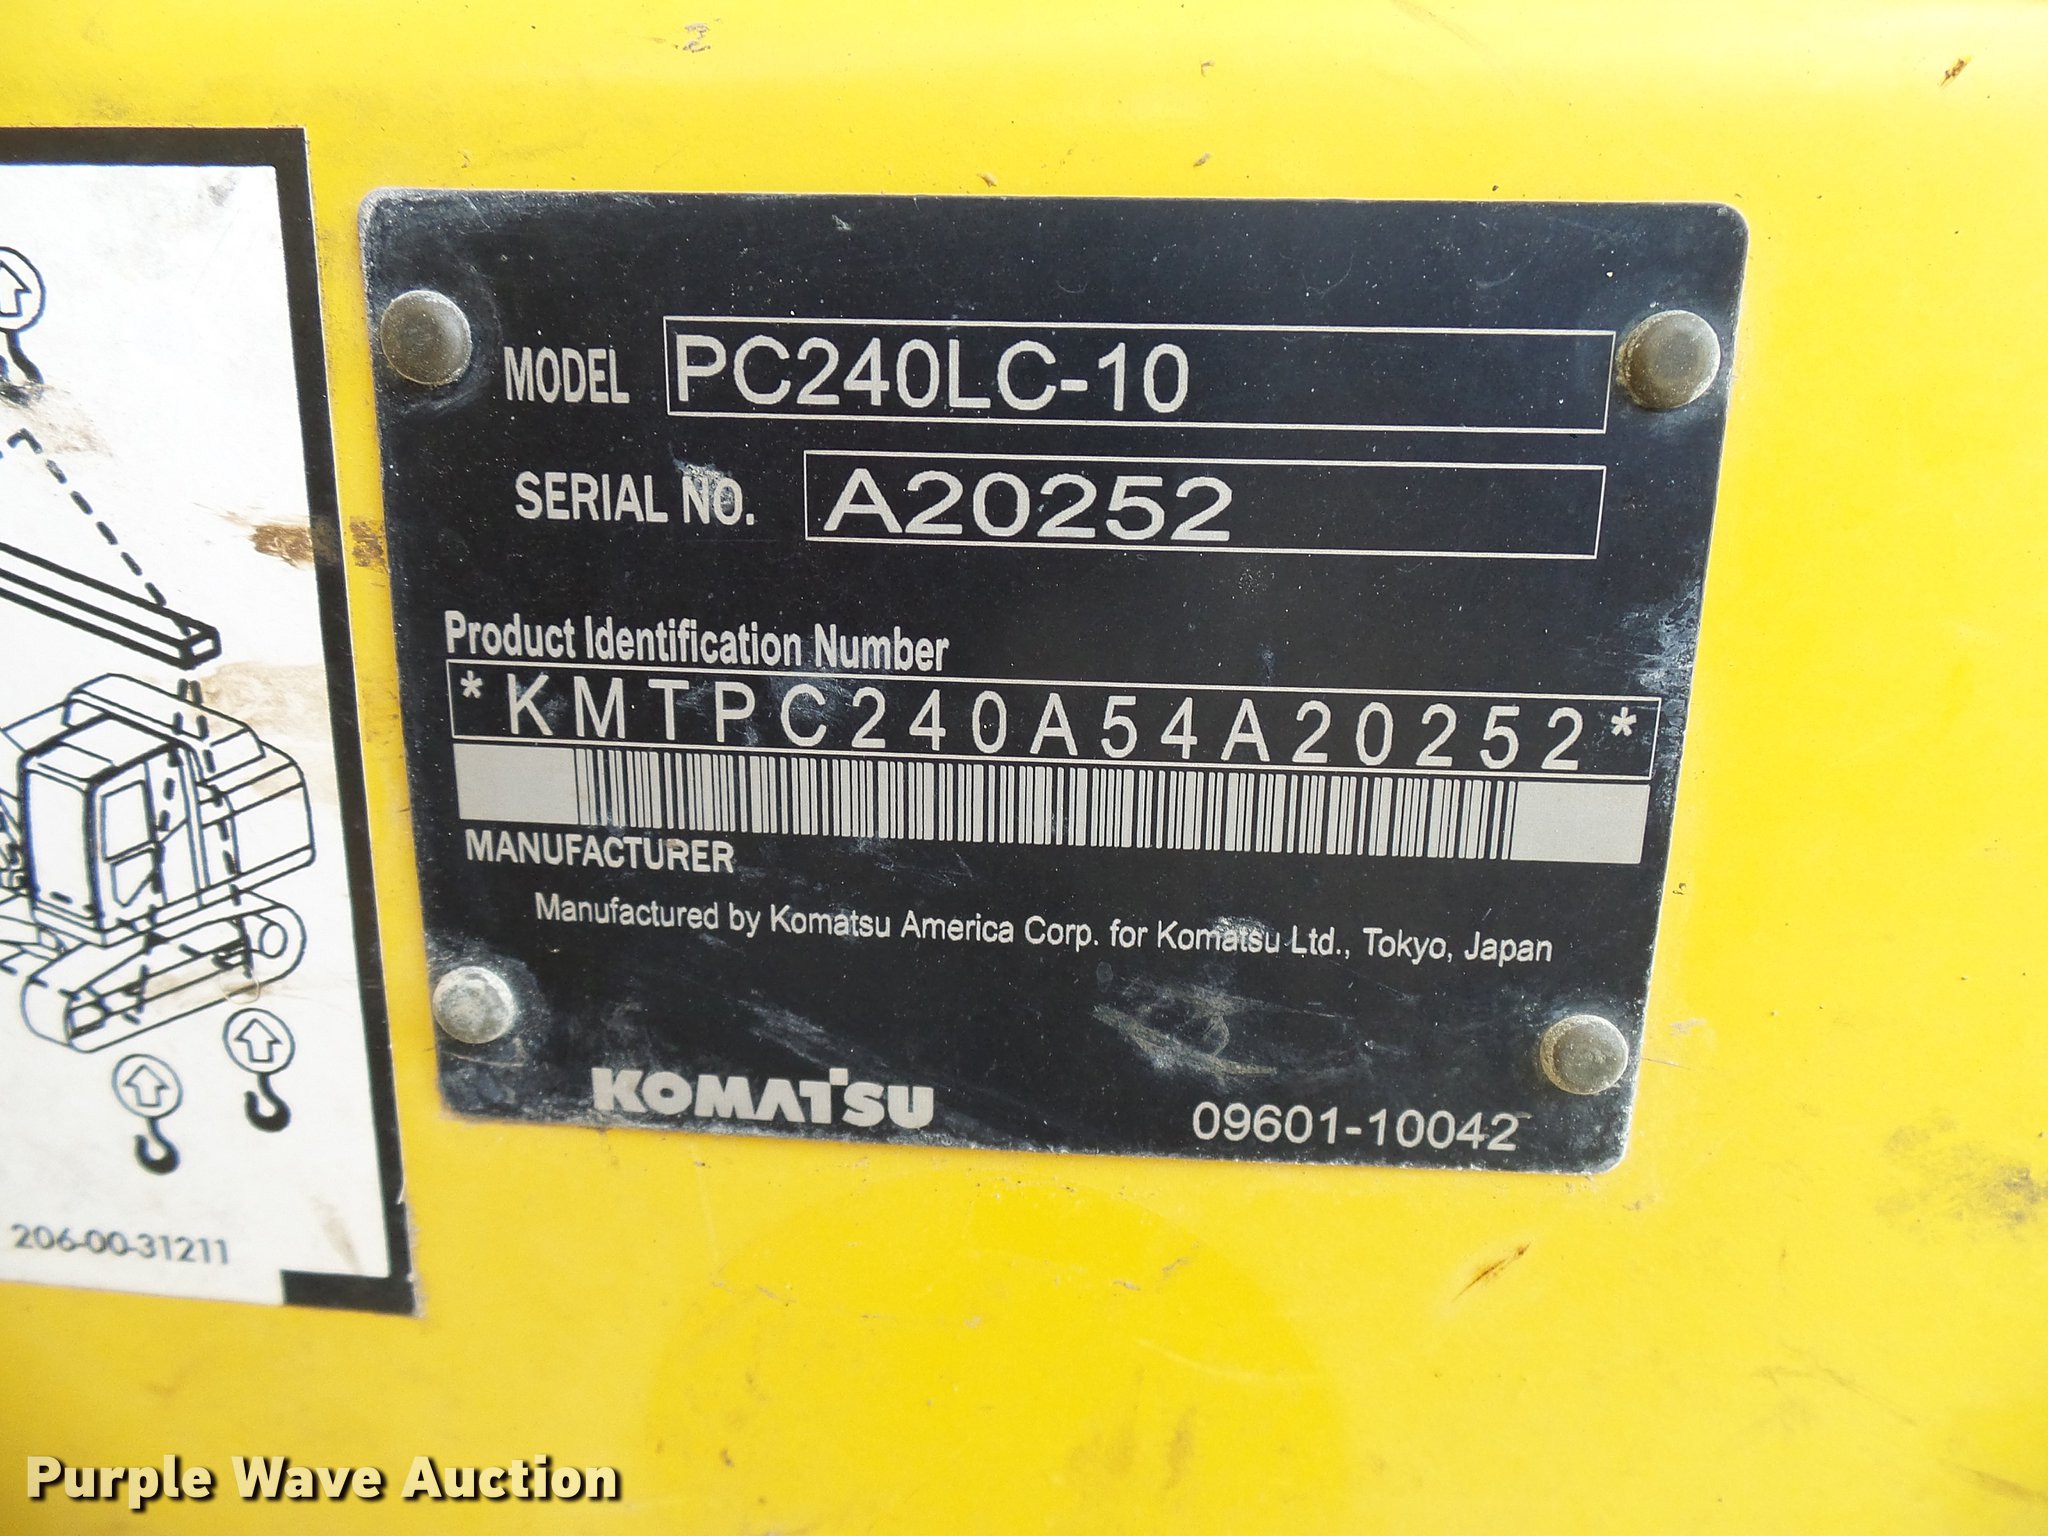 MODEL PC240LC-10
SERIAL NO. A20252
Product Identification Number
*KMTPC240A54A20252*
MANUFACTURER
Manufactured by Komatsu America Corp. for Komatsu Ltd., Tokyo, Japan
KOMATSU 09601-10042
206-00-31211
Purple Wave Auction